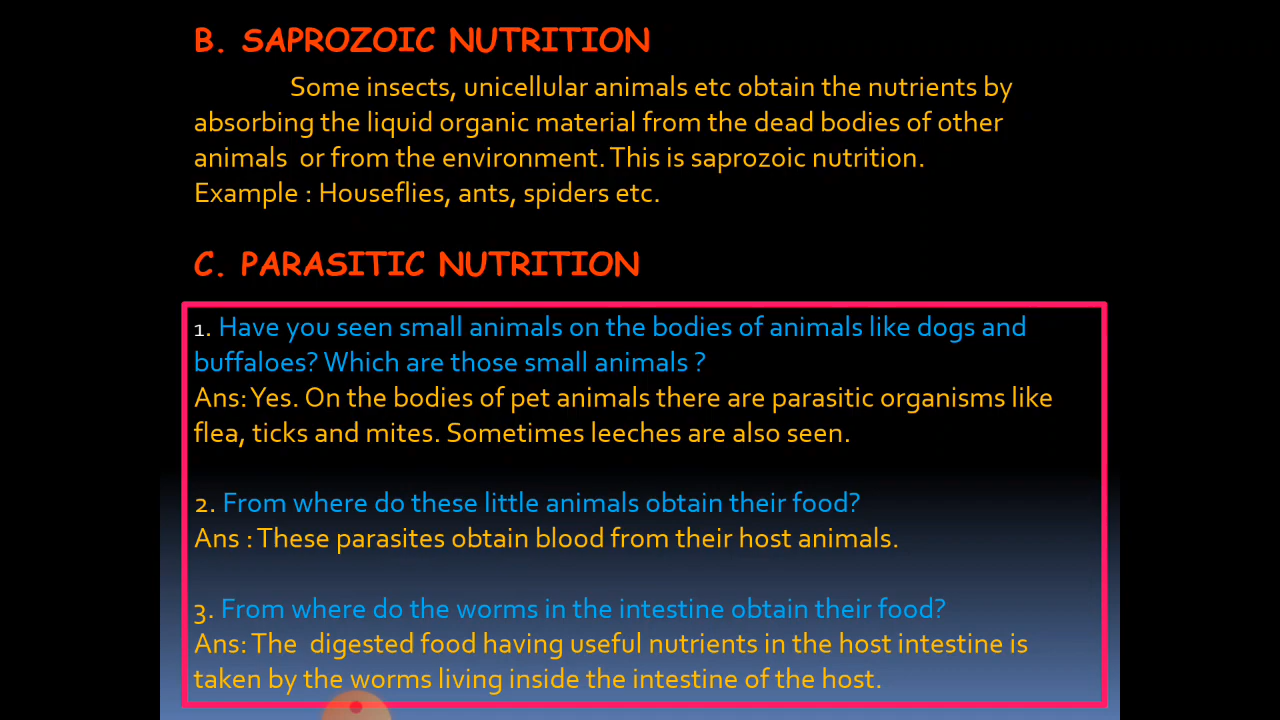 B. SAPROZOIC NUTRITION
Some insects, unicellular animals etc obtain the nutrients by
absorbing the liquid organic material from the dead bodies of other
animals or from the environment. This is saprozoic nutrition.
Example : Houseflies, ants, spiders etc.
C. PARASITIC NUTRITION
1. Have you seen small animals on the bodies of animals like dogs and
buffaloes? Which are those small animals ?
Ans: Yes. On the bodies of pet animals there are parasitic organisms like
flea, ticks and mites. Sometimes leeches are also seen.
2. From where do these little animals obtain their food?
Ans : These parasites obtain blood from their host animals.
3. From where do the worms in the intestine obtain their food?
Ans: The digested food having useful nutrients in the host intestine is
taken by the worms living inside the intestine of the host.